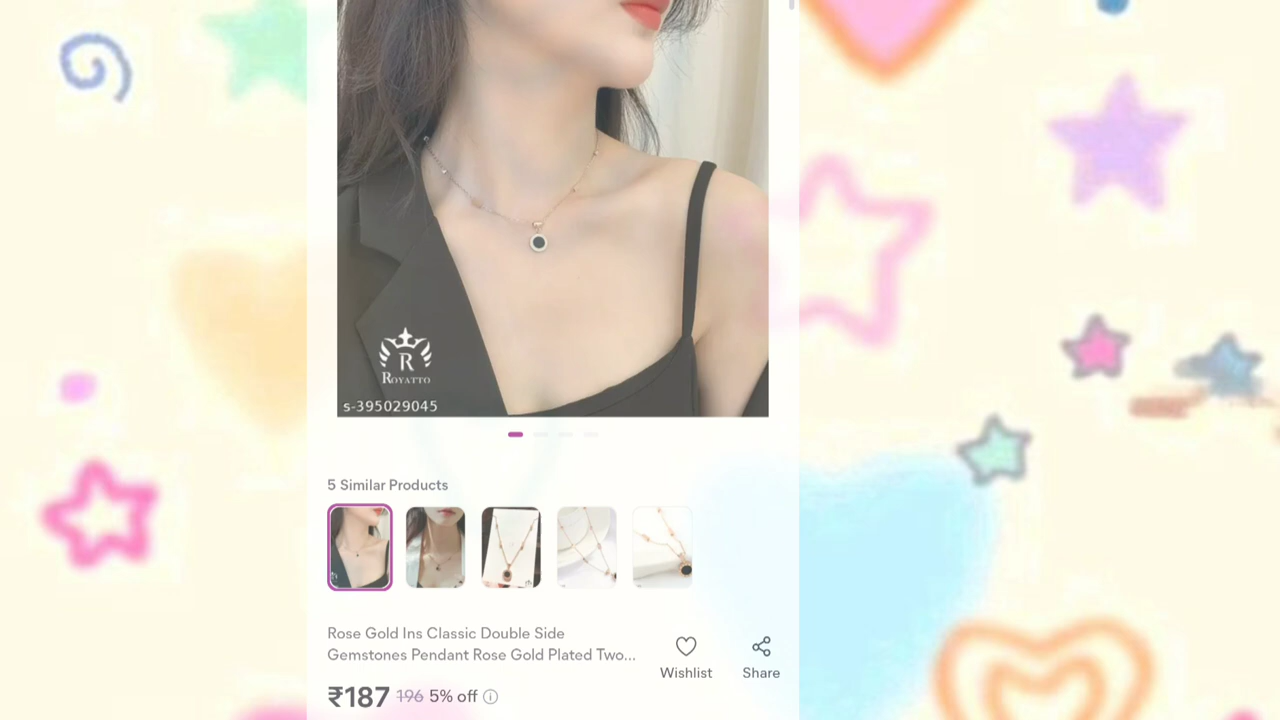 R
ROYATTO
s-395029045
5 Similar Products
Rose Gold Ins Classic Double Side
Gemstones Pendant Rose Gold Plated Two...
Wishlist
Share
₹187 196 5% off